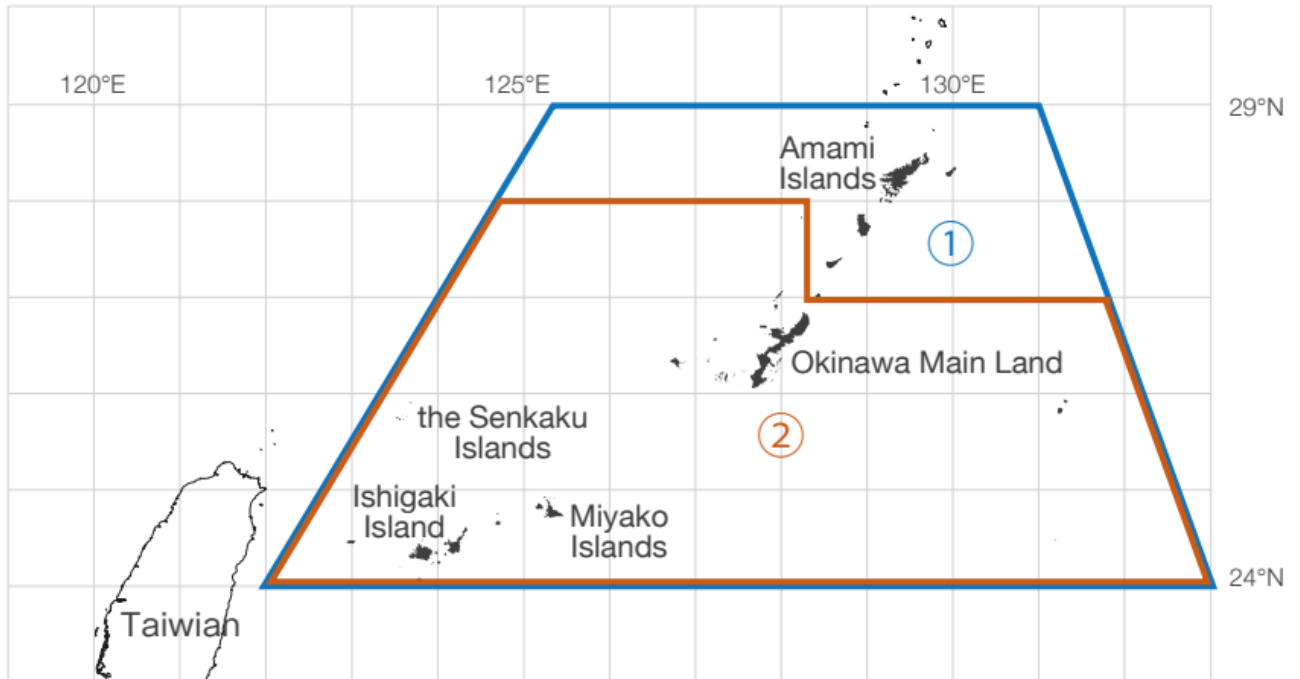 120°E
125°E
130°E
29°N
Amami
Islands
①
Okinawa Main Land
the Senkaku
Islands
②
Ishigaki
Island
Miyako
Islands
24°N
Taiwian